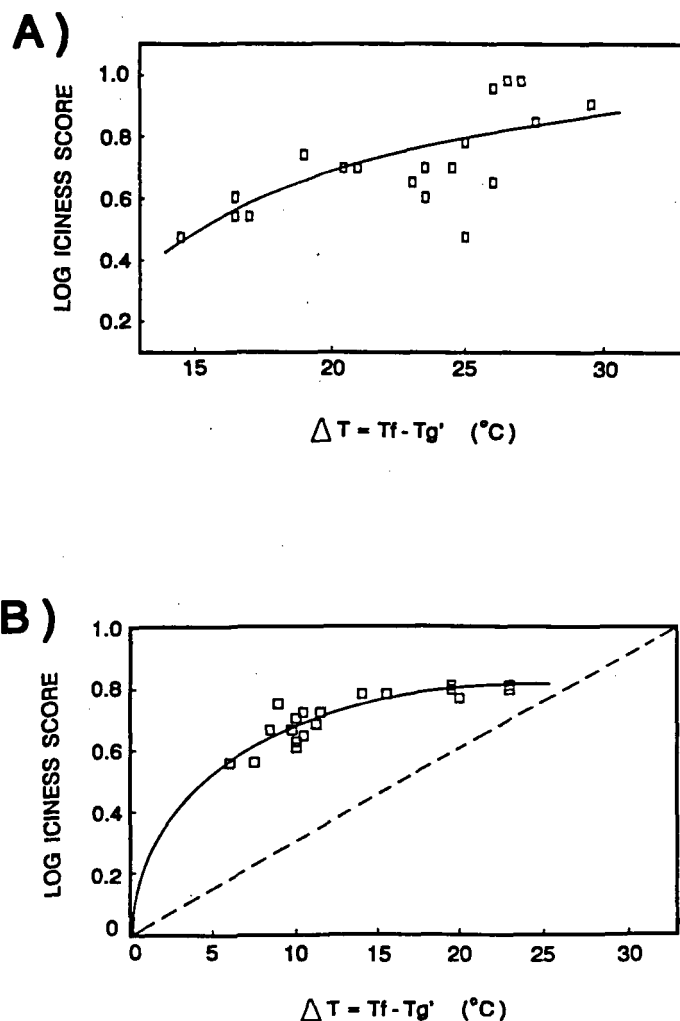 A)
LOG ICINESS SCORE
1.0
0.8
0.6
0.4
0.2
15 20 25 30
Δ T = Tf - Tg' (°C)
B)
LOG ICINESS SCORE
1.0
0.8
0.6
0.4
0.2
0
0 5 10 15 20 25 30
Δ T = Tf - Tg' (°C)